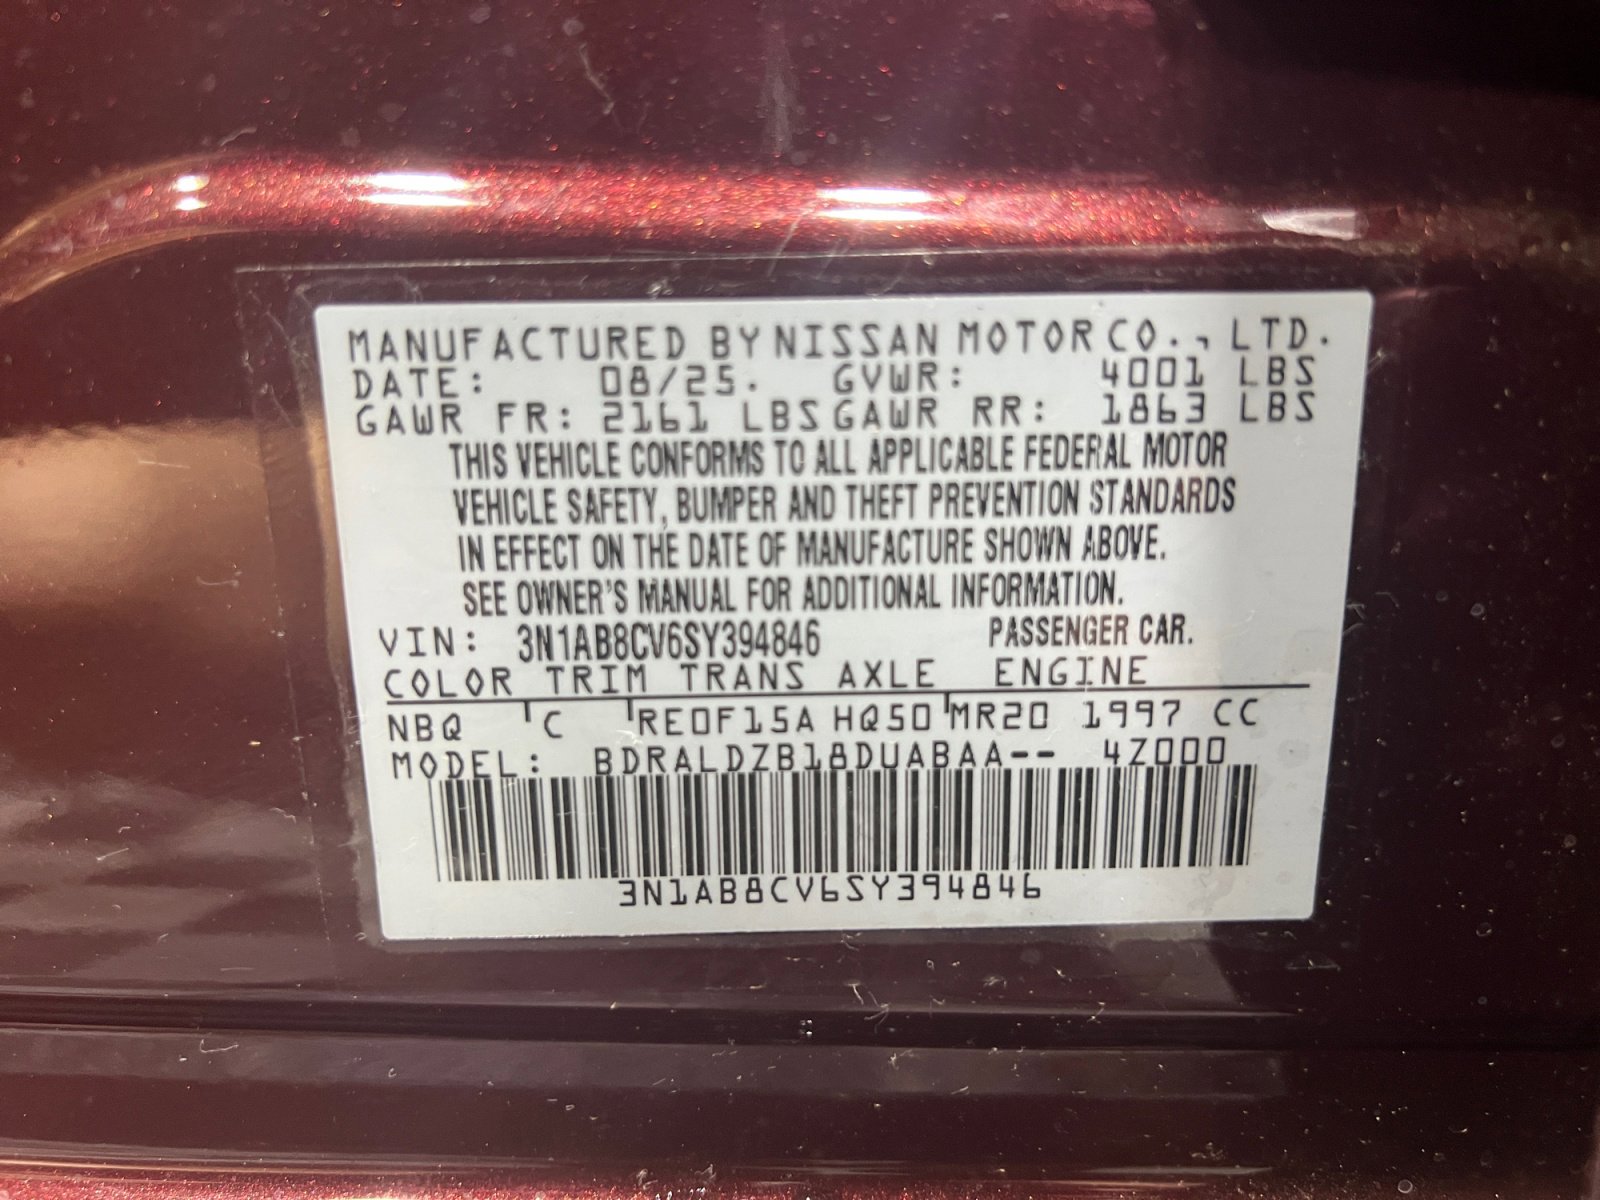 MANUFACTURED BY NISSAN MOTOR CO., LTD.
DATE: 08/25. GVWR: 4001 LBS
GAWR FR: 2161 LBS GAWR RR: 1863 LBS
THIS VEHICLE CONFORMS TO ALL APPLICABLE FEDERAL MOTOR
VEHICLE SAFETY, BUMPER AND THEFT PREVENTION STANDARDS
IN EFFECT ON THE DATE OF MANUFACTURE SHOWN ABOVE.
SEE OWNER'S MANUAL FOR ADDITIONAL INFORMATION.
VIN: 3N1AB8CV6SY394846 PASSENGER CAR.
COLOR TRIM TRANS AXLE ENGINE
NBQ C RE0F15A HQ50 MR20 1997 CC
MODEL: BDRALDZB18DUABAA-- 4Z000
3N1AB8CV6SY394846